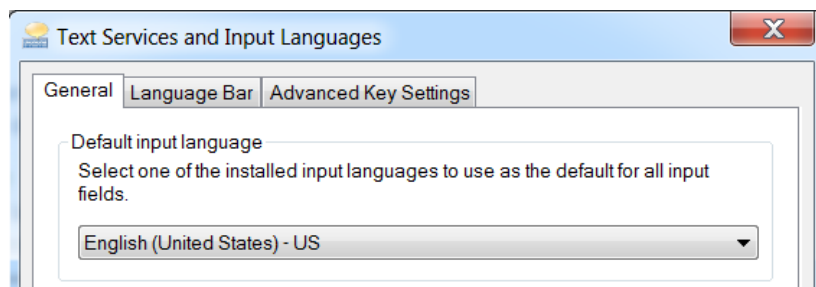 Text Services and Input Languages
General Language Bar Advanced Key Settings
Default input language
Select one of the installed input languages to use as the default for all input
fields.
English (United States) - US